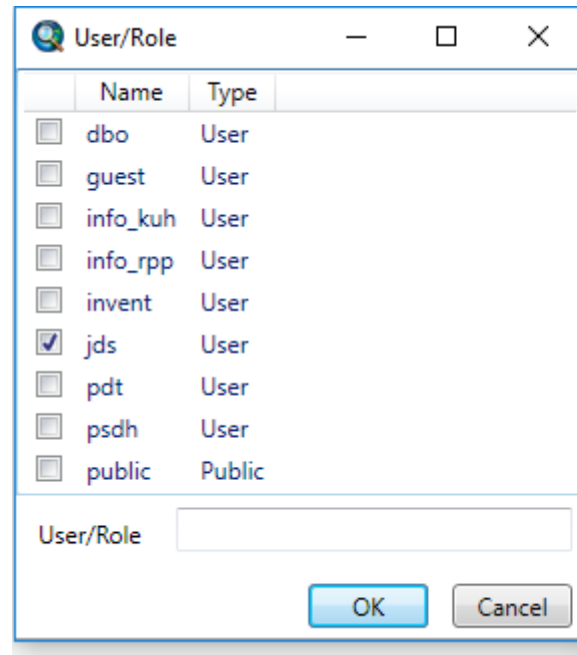 User/Role
Name Type
dbo User
guest User
info_kuh User
info_rpp User
invent User
jds User
pdt User
psdh User
public Public
User/Role
OK Cancel